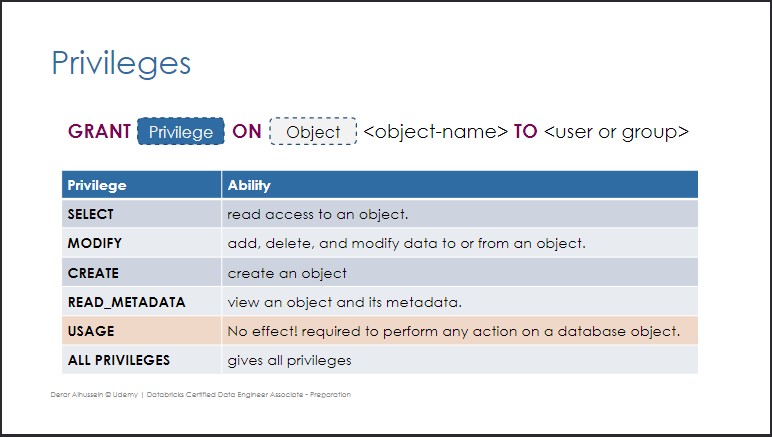 Privileges
GRANT Privilege ON Object <object-name> TO <user or group>
Privilege Ability
SELECT read access to an object.
MODIFY add, delete, and modify data to or from an object.
CREATE create an object
READ_METADATA view an object and its metadata.
USAGE No effect! required to perform any action on a database object.
ALL PRIVILEGES gives all privileges
Derar Alhussein © Udemy | Databricks Certified Data Engineer Associate - Preparation